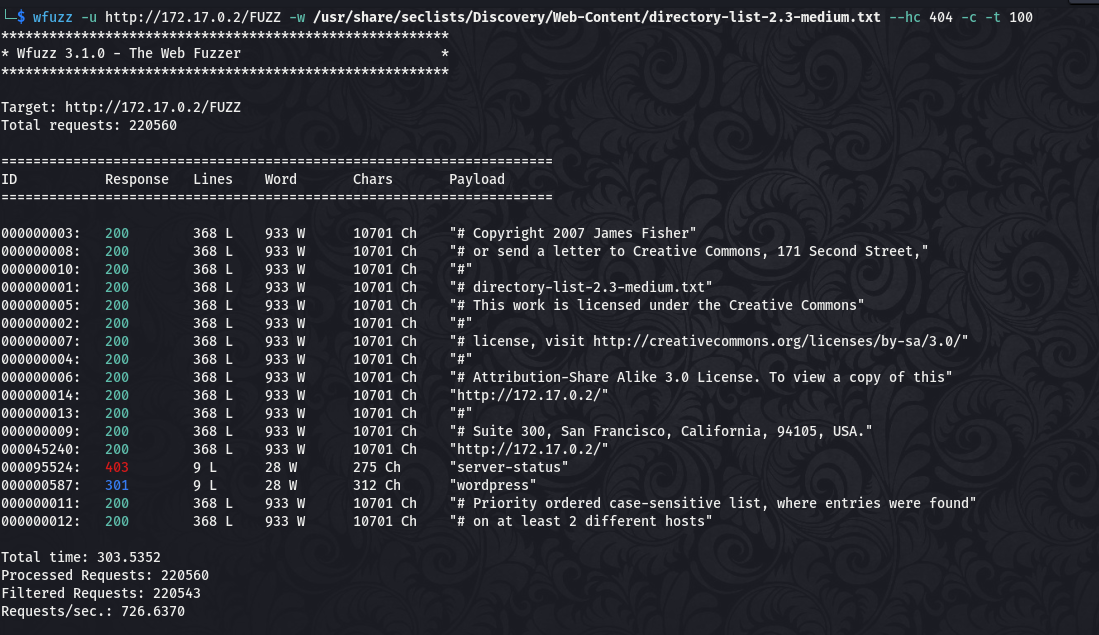 └─$ wfuzz -u http://172.17.0.2/FUZZ -w /usr/share/seclists/Discovery/Web-Content/directory-list-2.3-medium.txt --hc 404 -c -t 100
********************************************************
* Wfuzz 3.1.0 - The Web Fuzzer                         *
********************************************************

Target: http://172.17.0.2/FUZZ
Total requests: 220560

=====================================================================
ID           Response   Lines    Word       Chars       Payload
=====================================================================

000000003:   200        368 L    933 W      10701 Ch    "# Copyright 2007 James Fisher"
000000008:   200        368 L    933 W      10701 Ch    "# or send a letter to Creative Commons, 171 Second Street,"
000000010:   200        368 L    933 W      10701 Ch    "#"
000000001:   200        368 L    933 W      10701 Ch    "# directory-list-2.3-medium.txt"
000000005:   200        368 L    933 W      10701 Ch    "# This work is licensed under the Creative Commons"
000000002:   200        368 L    933 W      10701 Ch    "#"
000000007:   200        368 L    933 W      10701 Ch    "# license, visit http://creativecommons.org/licenses/by-sa/3.0/"
000000004:   200        368 L    933 W      10701 Ch    "#"
000000006:   200        368 L    933 W      10701 Ch    "# Attribution-Share Alike 3.0 License. To view a copy of this"
000000014:   200        368 L    933 W      10701 Ch    "http://172.17.0.2/"
000000013:   200        368 L    933 W      10701 Ch    "#"
000000009:   200        368 L    933 W      10701 Ch    "# Suite 300, San Francisco, California, 94105, USA."
000045240:   200        368 L    933 W      10701 Ch    "http://172.17.0.2/"
000095524:   403        9 L      28 W       275 Ch      "server-status"
000000587:   301        9 L      28 W       312 Ch      "wordpress"
000000011:   200        368 L    933 W      10701 Ch    "# Priority ordered case-sensitive list, where entries were found"
000000012:   200        368 L    933 W      10701 Ch    "# on at least 2 different hosts"

Total time: 303.5352
Processed Requests: 220560
Filtered Requests: 220543
Requests/sec.: 726.6370